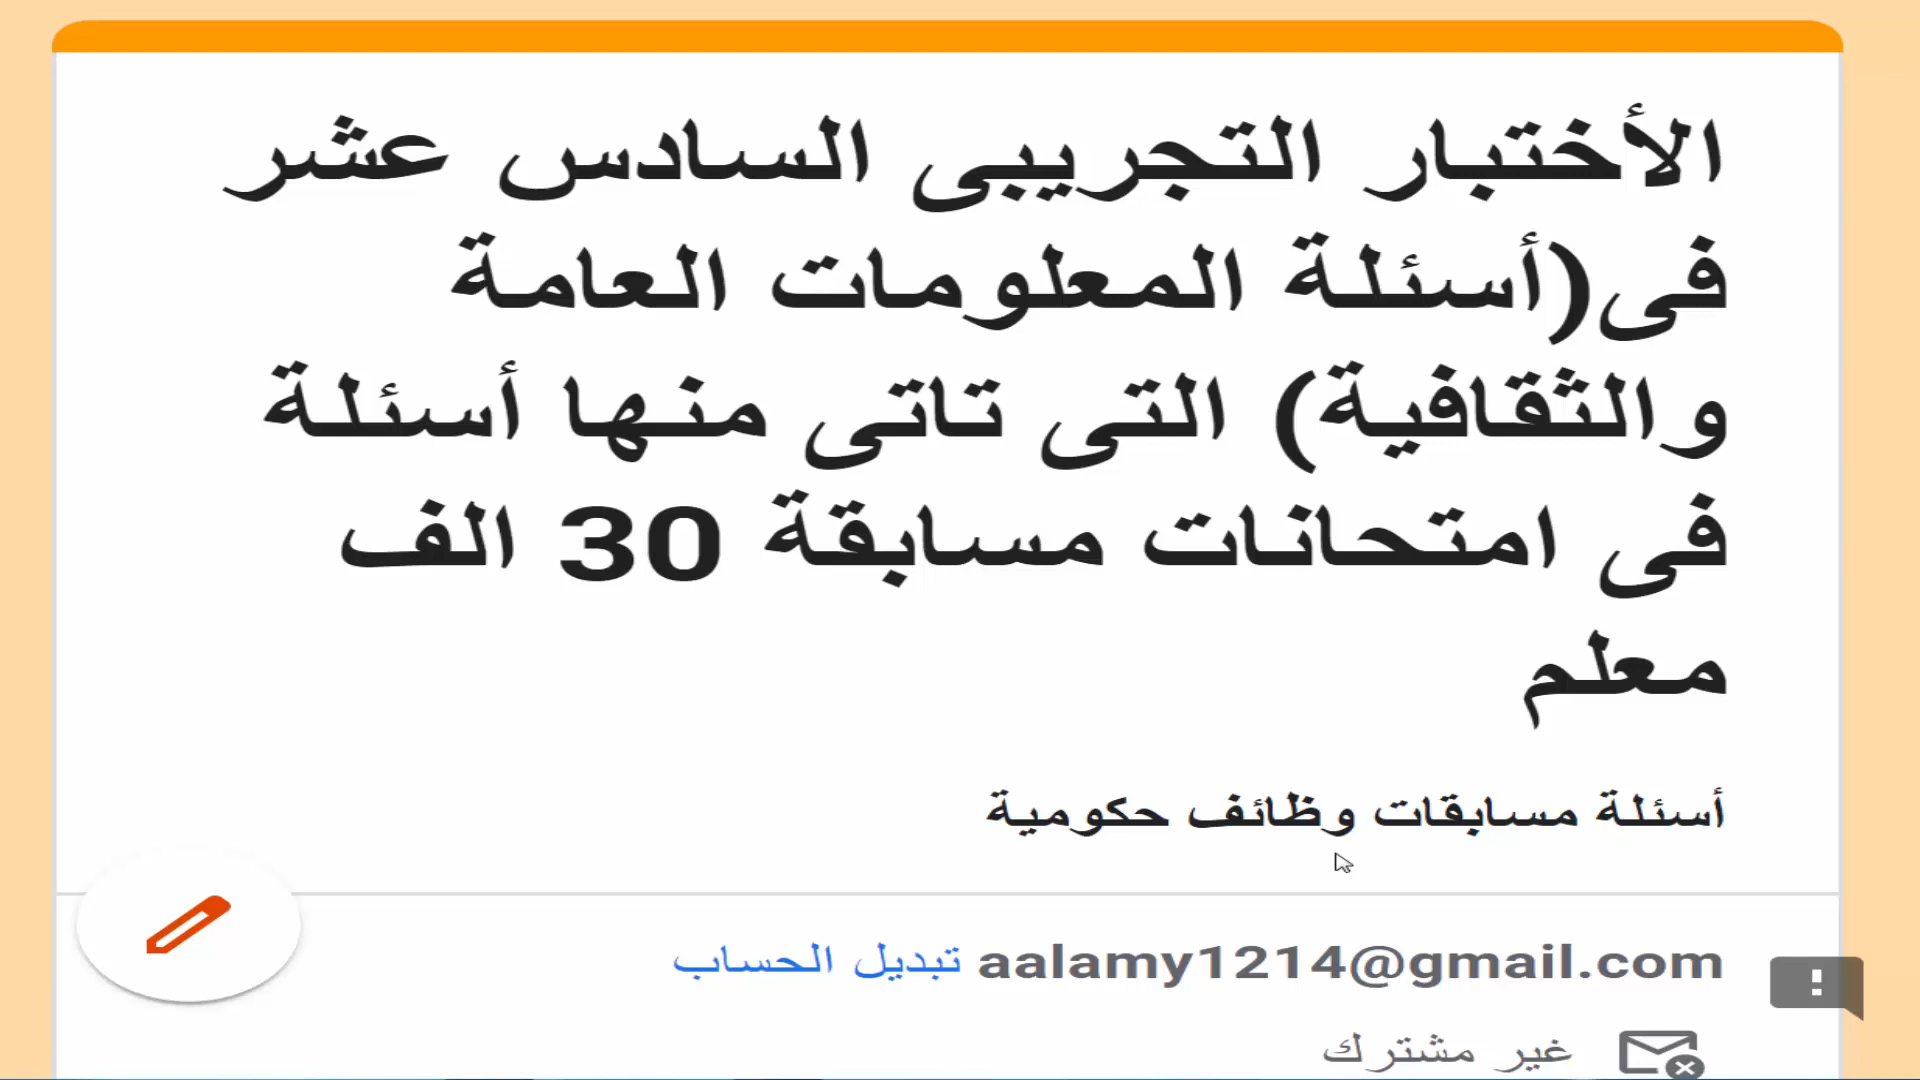 الأختبار التجريبى السادس عشر
فى(أسئلة المعلومات العامة
والثقافية) التى تاتى منها أسئلة
فى امتحانات مسابقة 30 الف
معلم
أسئلة مسابقات وظائف حكومية
aalamy1214@gmail.com تبديل الحساب
غير مشترك